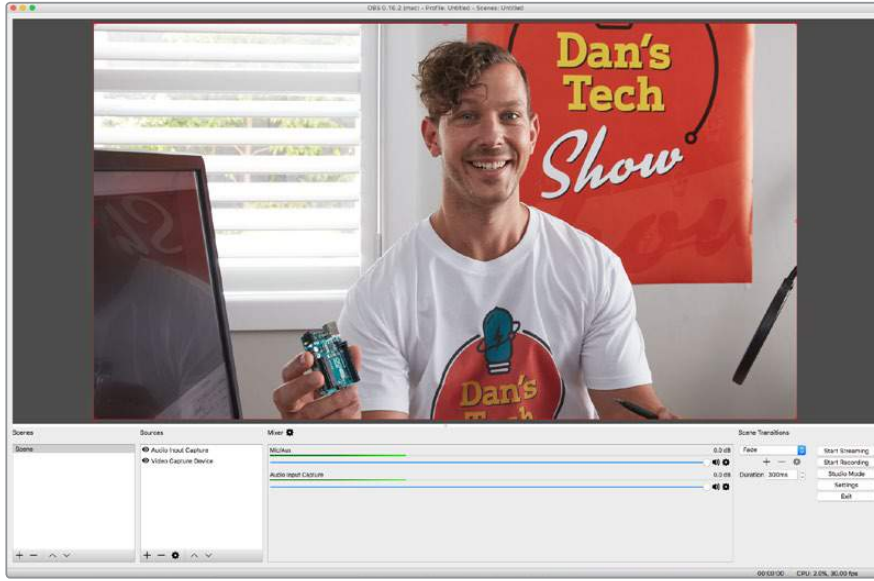 OBS 0.16.2 (mac) - Profile: Untitled - Scenes: Untitled
Dan's
Tech
Show
Dan's
Tech
Scenes
Sources
Mixer
Scene Transitions
Scene
Audio Input Capture
Video Capture Device
Mic/Aux
0.0 dB
Audio Input Capture
0.0 dB
Fade
Duration 300ms
Start Streaming
Start Recording
Studio Mode
Settings
Exit
00:00:00 CPU: 2.0%, 30.00 fps